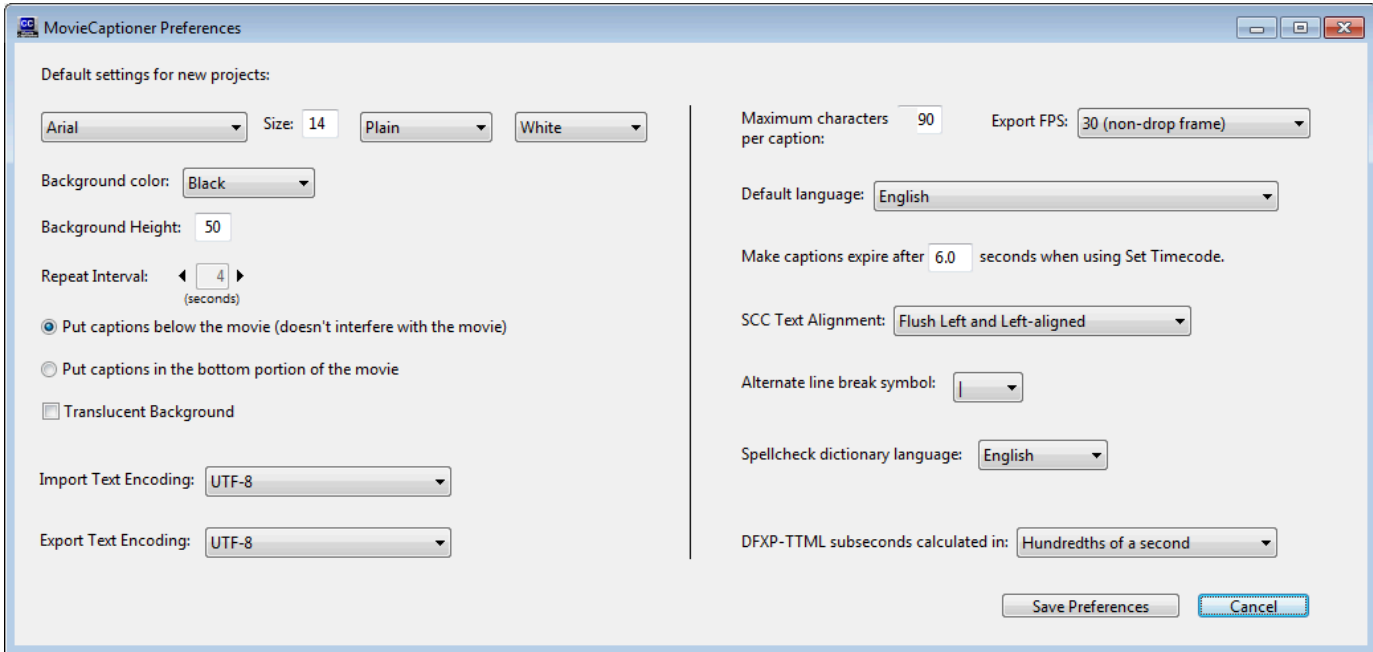 CC
MovieCaptioner Preferences
Default settings for new projects:
Arial Size: 14 Plain White
Background color: Black
Background Height: 50
Repeat Interval: 4
(seconds)
Put captions below the movie (doesn't interfere with the movie)
Put captions in the bottom portion of the movie
Translucent Background
Import Text Encoding: UTF-8
Export Text Encoding: UTF-8
Maximum characters 90 Export FPS: 30 (non-drop frame)
per caption:
Default language: English
Make captions expire after 6.0 seconds when using Set Timecode.
SCC Text Alignment: Flush Left and Left-aligned
Alternate line break symbol: |
Spellcheck dictionary language: English
DFXP-TTML subseconds calculated in: Hundredths of a second
Save Preferences Cancel